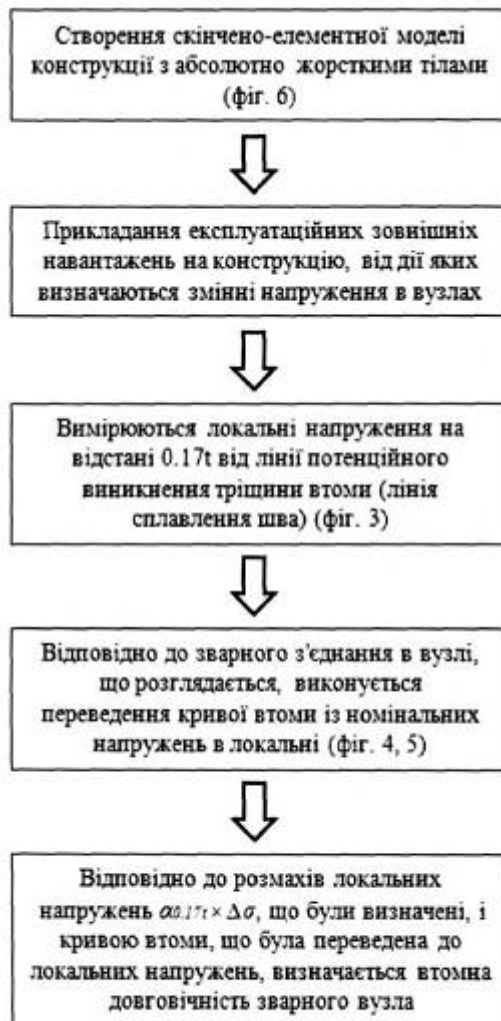 Створення скінчено-елементної моделі
конструкції з абсолютно жорсткими тілами
(фіг. 6)
Прикладання експлуатаційних зовнішніх
навантажень на конструкцію, від дії яких
визначаються змінні напруження в вузлах
Вимірюються локальні напруження на
відстані 0.17t від лінії потенційного
виникнення тріщини втоми (лінія
сплавлення шва) (фіг. 3)
Відповідно до зварного з'єднання в вузлі,
що розглядається, виконується
переведення кривої втоми із номінальних
напружень в локальні (фіг. 4, 5)
Відповідно до розмахів локальних
напружень α0.17t × Δσ, що були визначені, і
кривою втоми, що була переведена до
локальних напружень, визначається втомна
довговічність зварного вузла